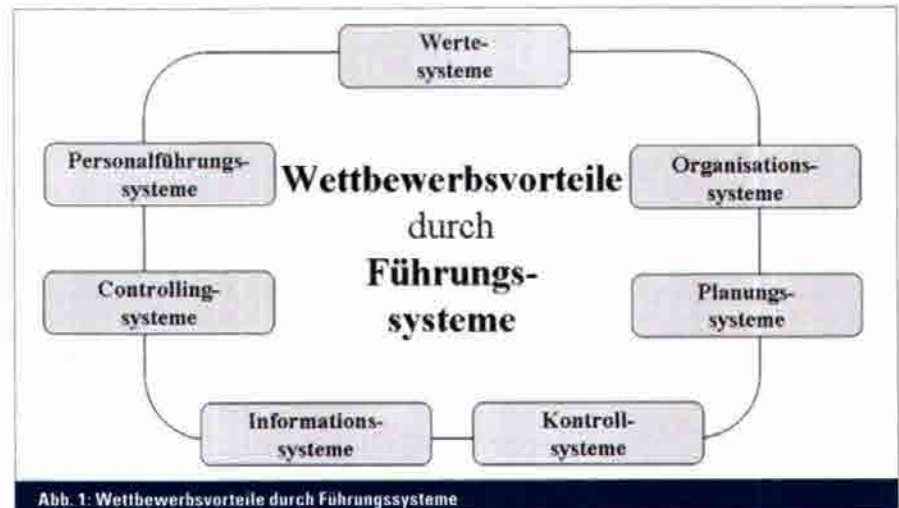 Werte-
systeme
Personalführungs-
systeme
Wettbewerbsvorteile
durch
Führungs-
systeme
Organisations-
systeme
Controlling-
systeme
Planungs-
systeme
Informations-
systeme
Kontroll-
systeme
Abb. 1: Wettbewerbsvorteile durch Führungssysteme